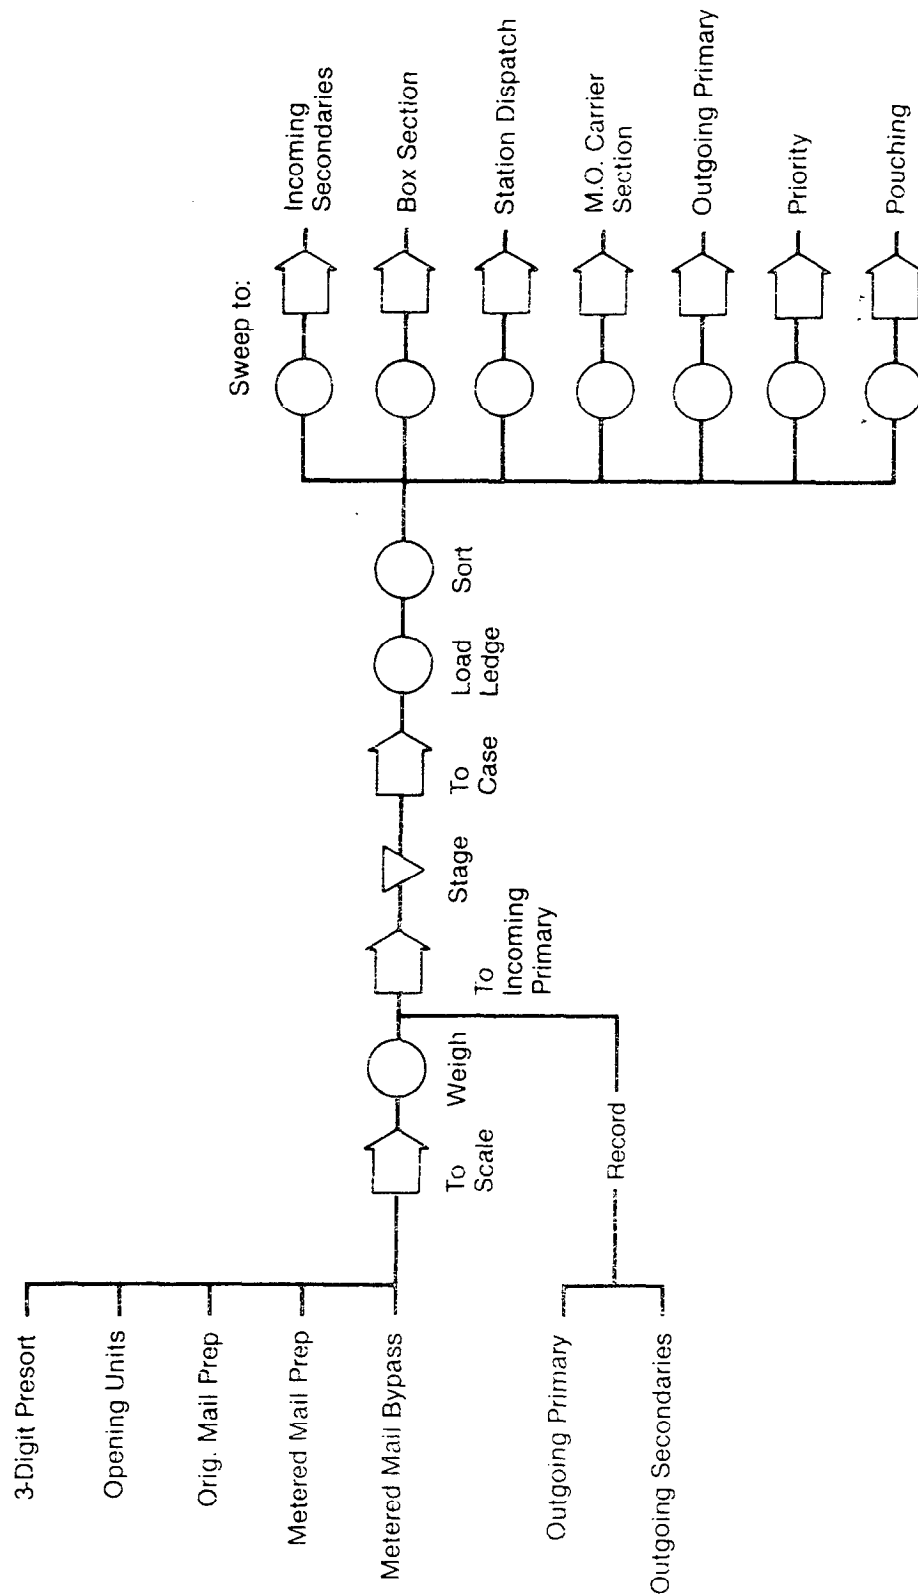 3-Digit Presort
Opening Units
Orig. Mail Prep
Metered Mail Prep
Metered Mail Bypass
Outgoing Primary
Outgoing Secondaries
Record
To
Scale
Weigh
To
Incoming
Primary
Stage
To
Case
Load
Ledge
Sort
Sweep to:
Incoming
Secondaries
Box Section
Station Dispatch
M.O. Carrier
Section
Outgoing Primary
Priority
Pouching